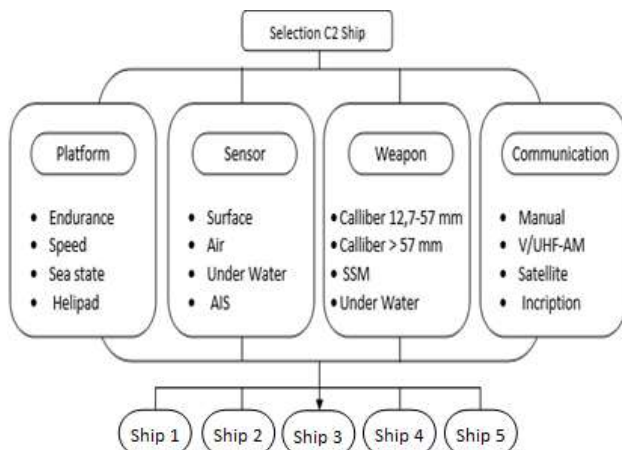 Selection C2 Ship
Platform
• Endurance
• Speed
• Sea state
• Helipad
Sensor
• Surface
• Air
• Under Water
• AIS
Weapon
• Calliber 12,7-57 mm
• Calliber > 57 mm
• SSM
• Under Water
Communication
• Manual
• V/UHF-AM
• Satellite
• Incription
Ship 1
Ship 2
Ship 3
Ship 4
Ship 5